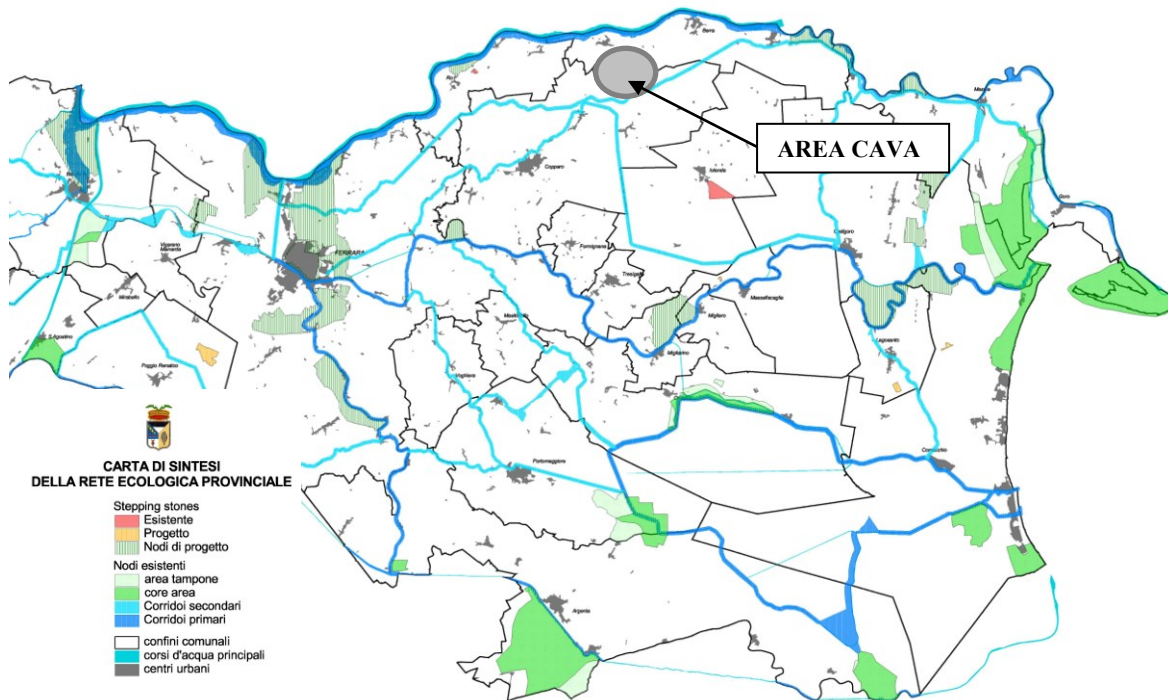 Berra
Ro
AREA CAVA
Mesola
Copparo
Jolanda
Goro
Vigarano Mainarda
FERRARA
Formignana
Codigoro
Mirabello
Tresigallo
Massafiscaglia
Migliaro
S.Agostino
Poggio Renatico
Masi Torello
Migliarino
Lagosanto
Voghiera
Comacchio
Portomaggiore
Argenta
CARTA DI SINTESI
DELLA RETE ECOLOGICA PROVINCIALE
Stepping stones
Esistente
Progetto
Nodi di progetto
Nodi esistenti
area tampone
core area
Corridoi secondari
Corridoi primari
confini comunali
corsi d'acqua principali
centri urbani